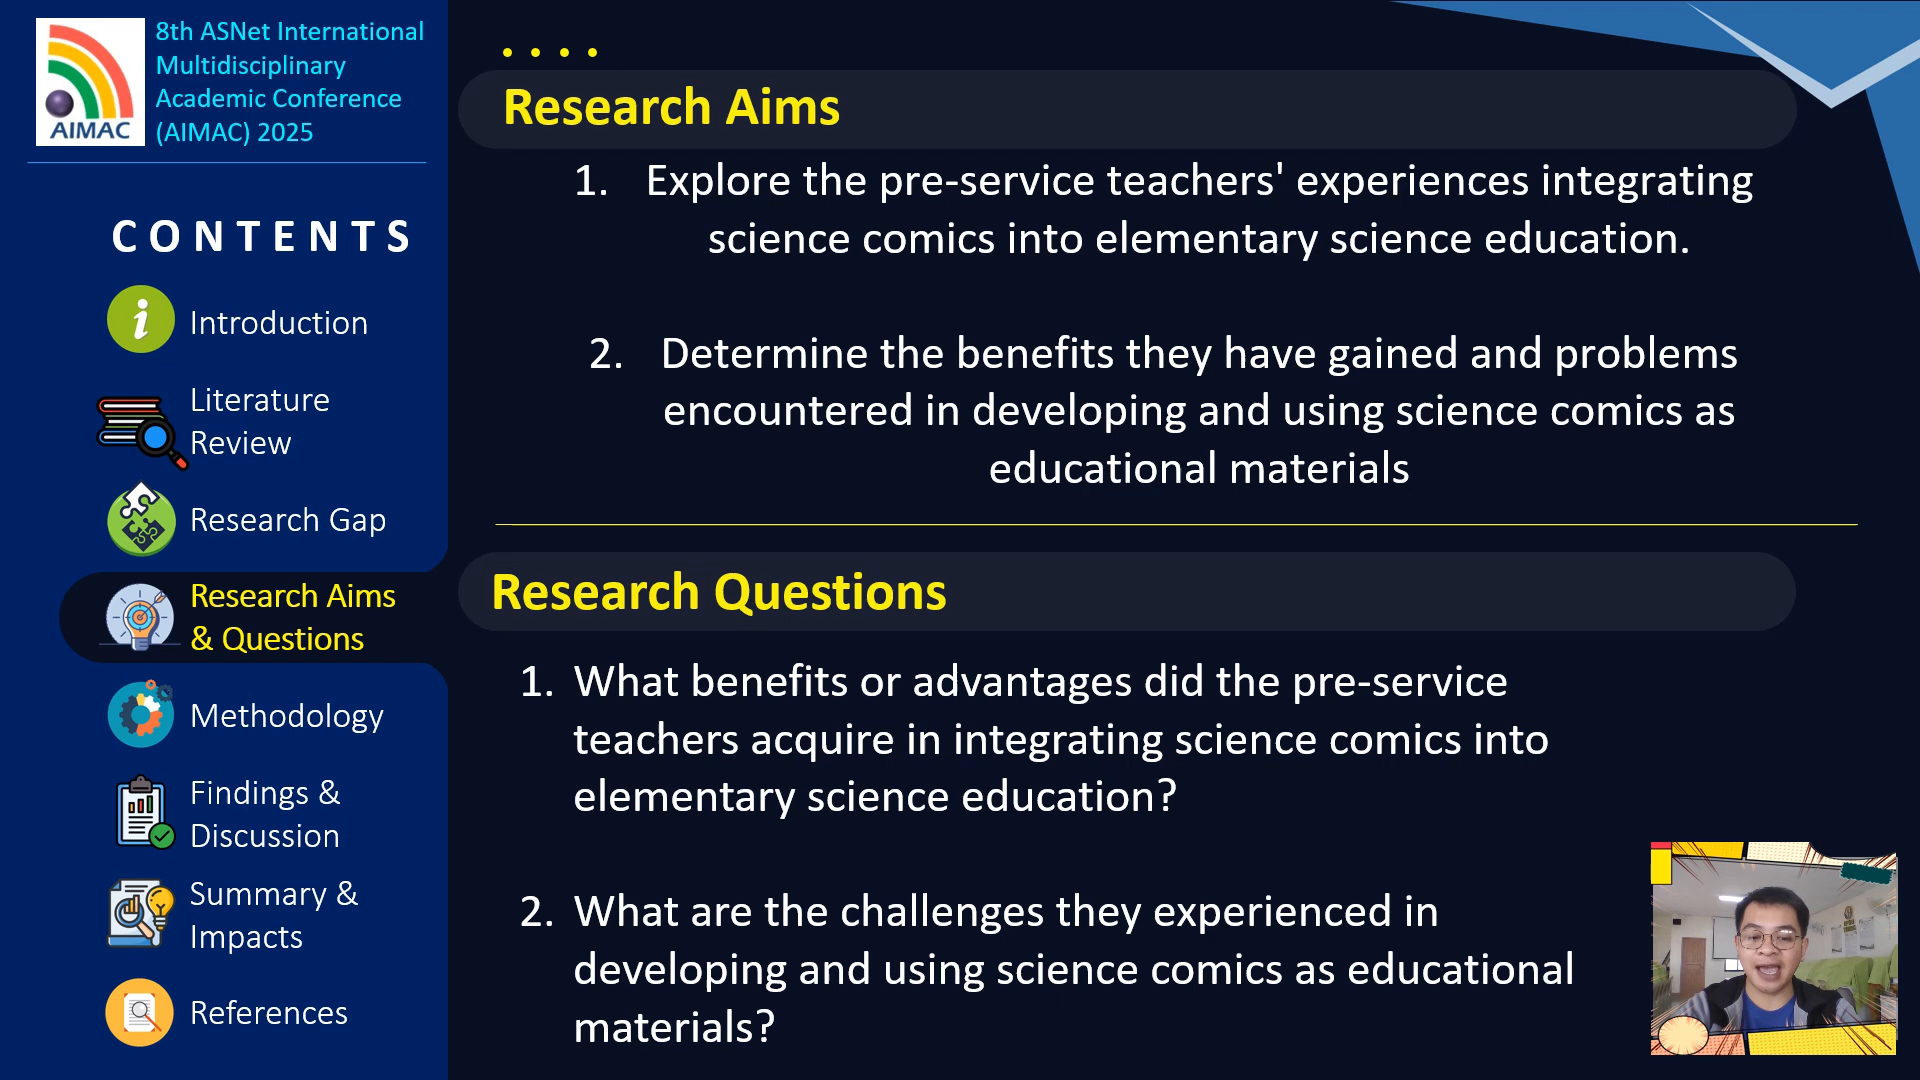 8th ASNet International
Multidisciplinary
Academic Conference
(AIMAC) 2025
AIMAC
CONTENTS
Introduction
Literature
Review
Research Gap
Research Aims
& Questions
Methodology
Findings &
Discussion
Summary &
Impacts
References
Research Aims
1. Explore the pre-service teachers' experiences integrating
science comics into elementary science education.
2. Determine the benefits they have gained and problems
encountered in developing and using science comics as
educational materials
Research Questions
1. What benefits or advantages did the pre-service
teachers acquire in integrating science comics into
elementary science education?
2. What are the challenges they experienced in
developing and using science comics as educational
materials?